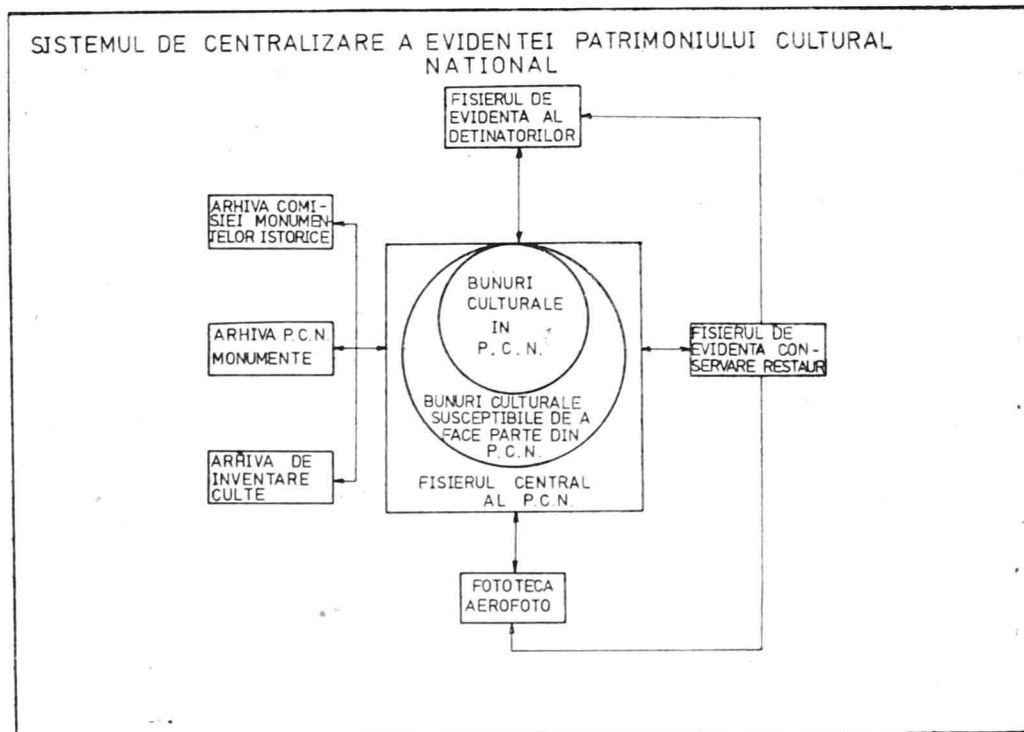 SISTEMUL DE CENTRALIZARE A EVIDENTEI PATRIMONIULUI CULTURAL
NATIONAL
FISIERUL DE
EVIDENTA AL
DETINATORILOR
ARHIVA COMI-
SIEI MONUMEN
TELOR ISTORICE
ARHIVA P.C.N.
MONUMENTE
ARHIVA DE
INVENTARE
CULTE
BUNURI
CULTURALE
IN
P. C. N.
BUNURI CULTURALE
SUSCEPTIBILE DE A
FACE PARTE DIN
P.C.N.
FISIERUL CENTRAL
AL P.C.N.
FISIERUL DE
EVIDENTA CON-
SERVARE RESTAUR
FOTOTECA
AEROFOTO